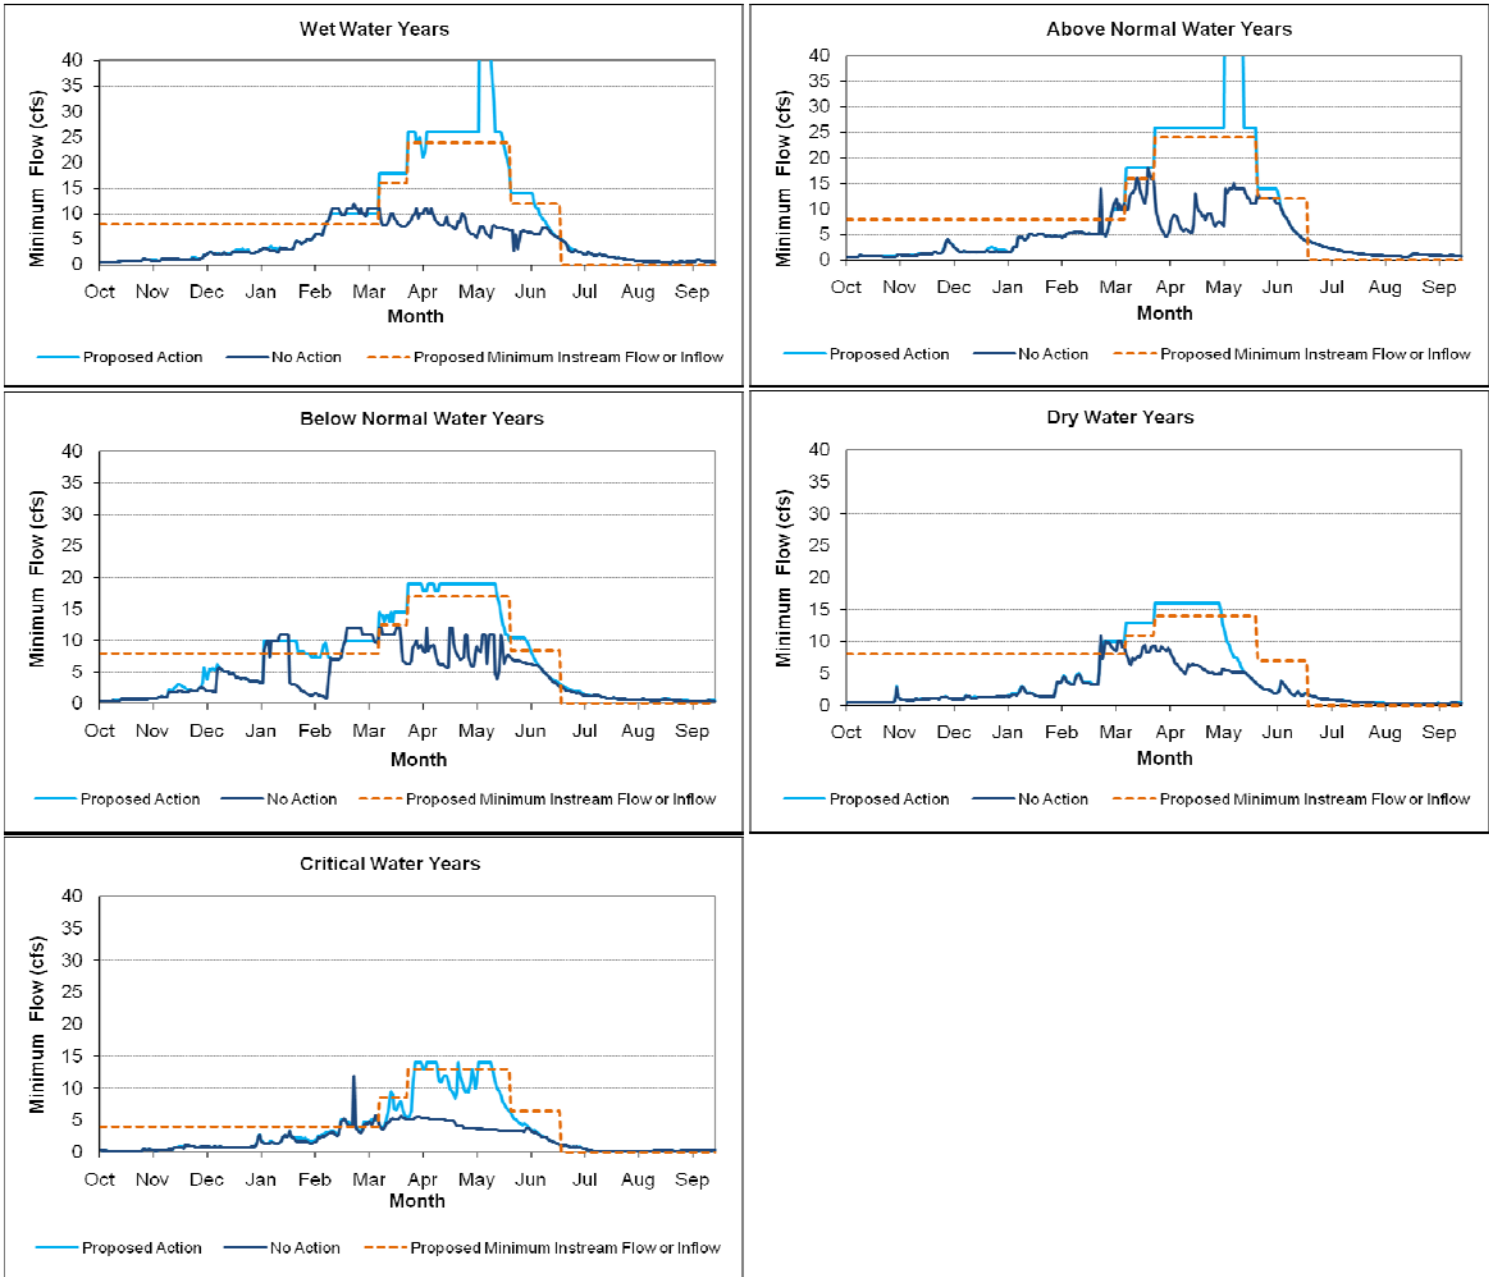 Wet Water Years
Minimum Flow (cfs)
40
35
30
25
20
15
10
5
0
Oct Nov Dec Jan Feb Mar Apr May Jun Jul Aug Sep
Month
Proposed Action No Action Proposed Minimum Instream Flow or Inflow
Above Normal Water Years
Minimum Flow (cfs)
40
35
30
25
20
15
10
5
0
Oct Nov Dec Jan Feb Mar Apr May Jun Jul Aug Sep
Month
Proposed Action No Action Proposed Minimum Instream Flow or Inflow
Below Normal Water Years
Minimum Flow (cfs)
40
35
30
25
20
15
10
5
0
Oct Nov Dec Jan Feb Mar Apr May Jun Jul Aug Sep
Month
Proposed Action No Action Proposed Minimum Instream Flow or Inflow
Dry Water Years
Minimum Flow (cfs)
40
35
30
25
20
15
10
5
0
Oct Nov Dec Jan Feb Mar Apr May Jun Jul Aug Sep
Month
Proposed Action No Action Proposed Minimum Instream Flow or Inflow
Critical Water Years
Minimum Flow (cfs)
40
35
30
25
20
15
10
5
0
Oct Nov Dec Jan Feb Mar Apr May Jun Jul Aug Sep
Month
Proposed Action No Action Proposed Minimum Instream Flow or Inflow